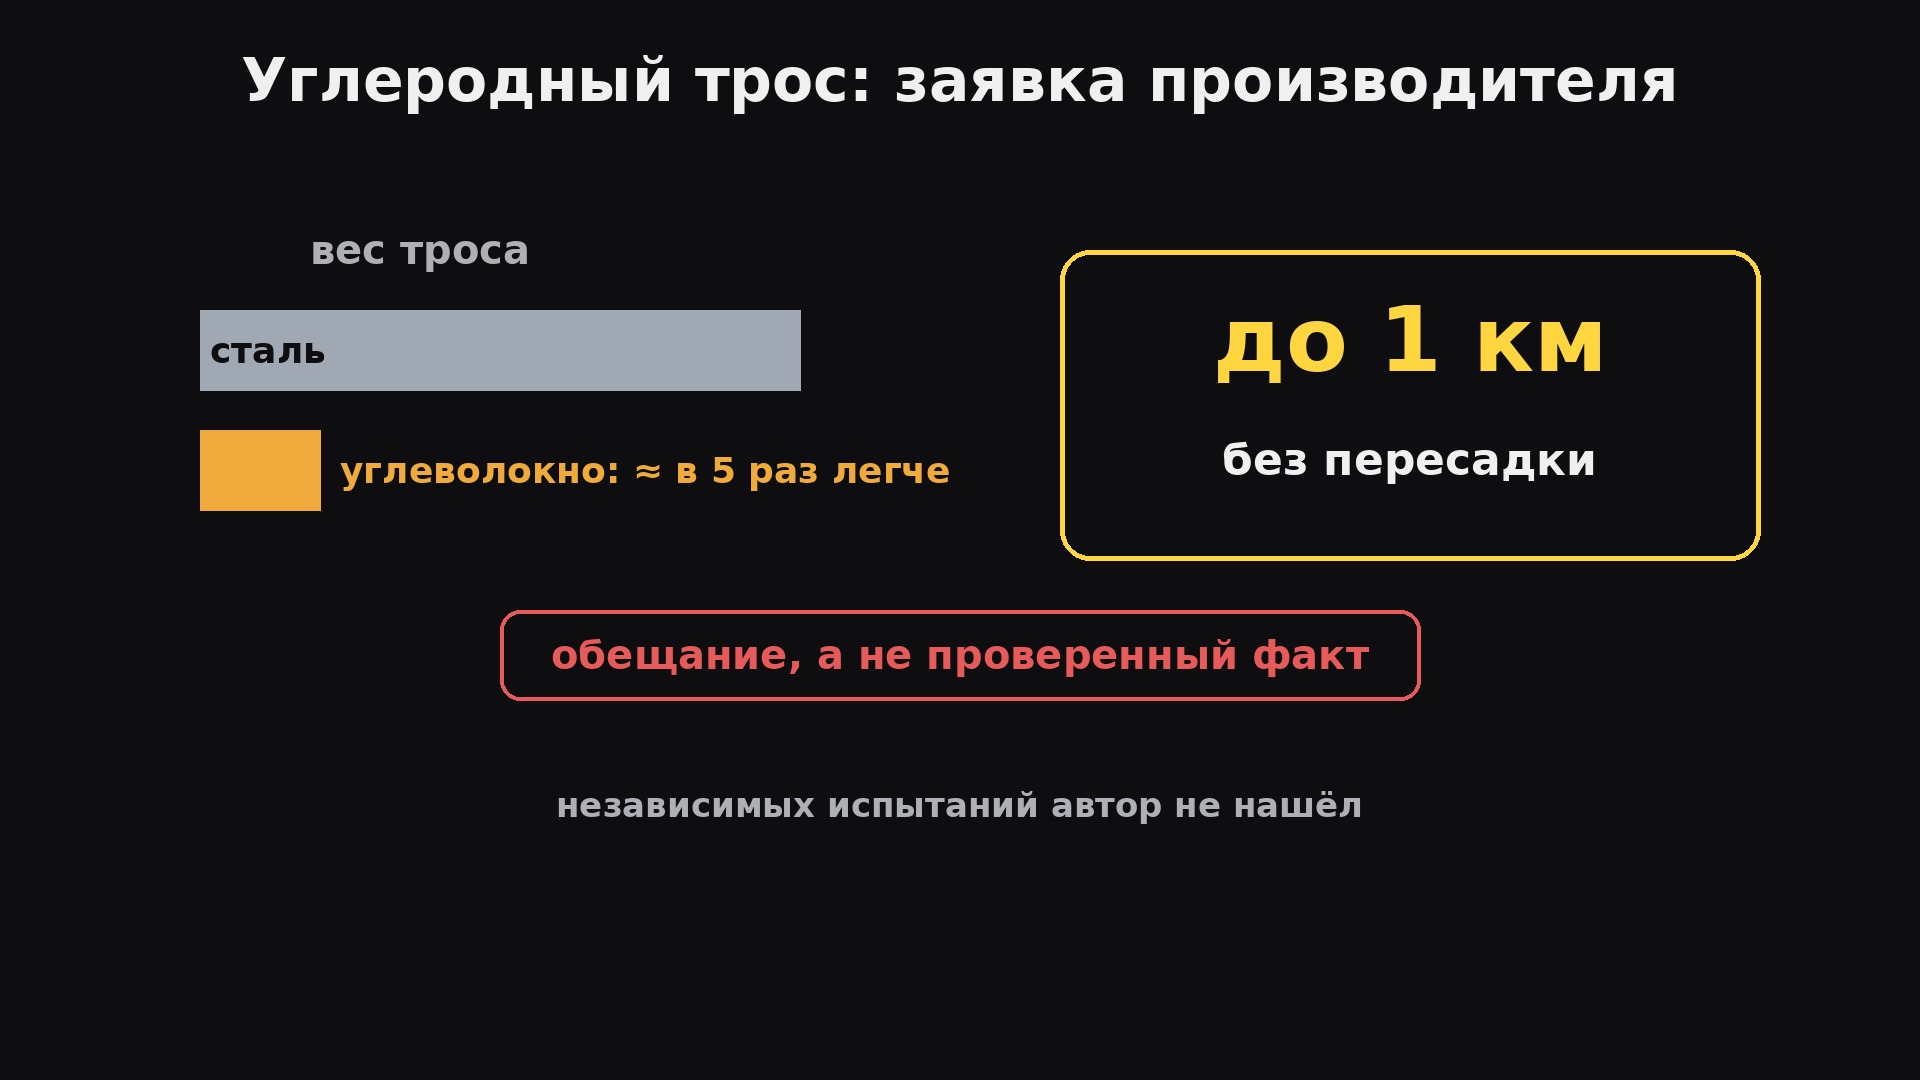 Углеродный трос: заявка производителя
вес троса
сталь
углеволокно: ≈ в 5 раз легче
до 1 км
без пересадки
обещание, а не проверенный факт
независимых испытаний автор не нашёл